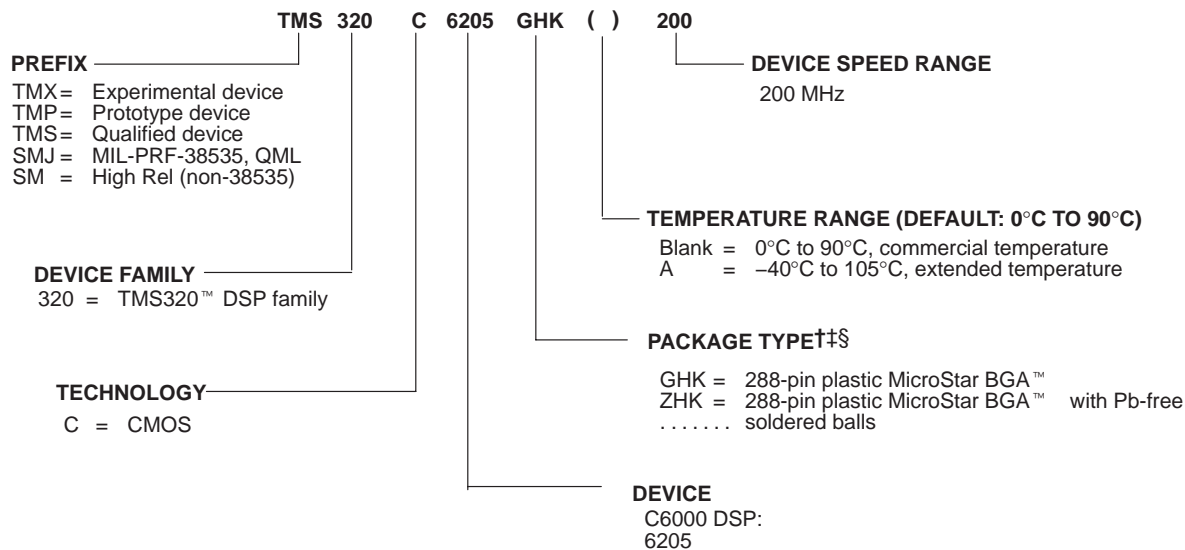 TMS 320 C 6205 GHK ( ) 200
PREFIX
TMX = Experimental device
TMP = Prototype device
TMS = Qualified device
SMJ = MIL-PRF-38535, QML
SM = High Rel (non-38535)
DEVICE SPEED RANGE
200 MHz
TEMPERATURE RANGE (DEFAULT: 0°C TO 90°C)
Blank = 0°C to 90°C, commercial temperature
A = −40°C to 105°C, extended temperature
DEVICE FAMILY
320 = TMS320™ DSP family
PACKAGE TYPE†‡§
GHK = 288-pin plastic MicroStar BGA™
ZHK = 288-pin plastic MicroStar BGA™ with Pb-free
. . . . . . . soldered balls
TECHNOLOGY
C = CMOS
DEVICE
C6000 DSP:
6205